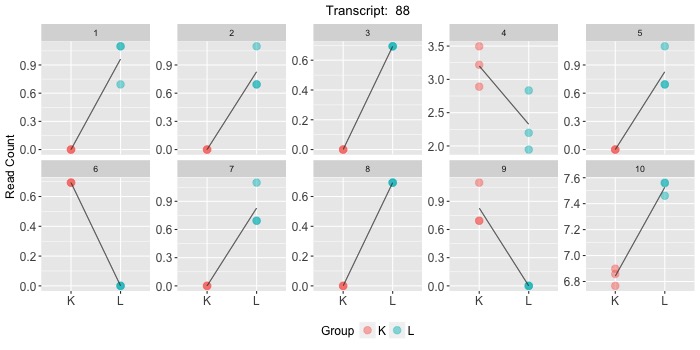 Transcript: 88
1 2 3 4 5
0.9 0.6 0.3 0.0
0.9 0.6 0.3 0.0
0.6 0.4 0.2 0.0
3.5 3.0 2.5 2.0
0.9 0.6 0.3 0.0
Read Count
6 7 8 9 10
0.6 0.4 0.2 0.0
0.9 0.6 0.3 0.0
0.6 0.4 0.2 0.0
0.9 0.6 0.3 0.0
7.6 7.4 7.2 7.0 6.8
K L K L K L K L K L
Group K L